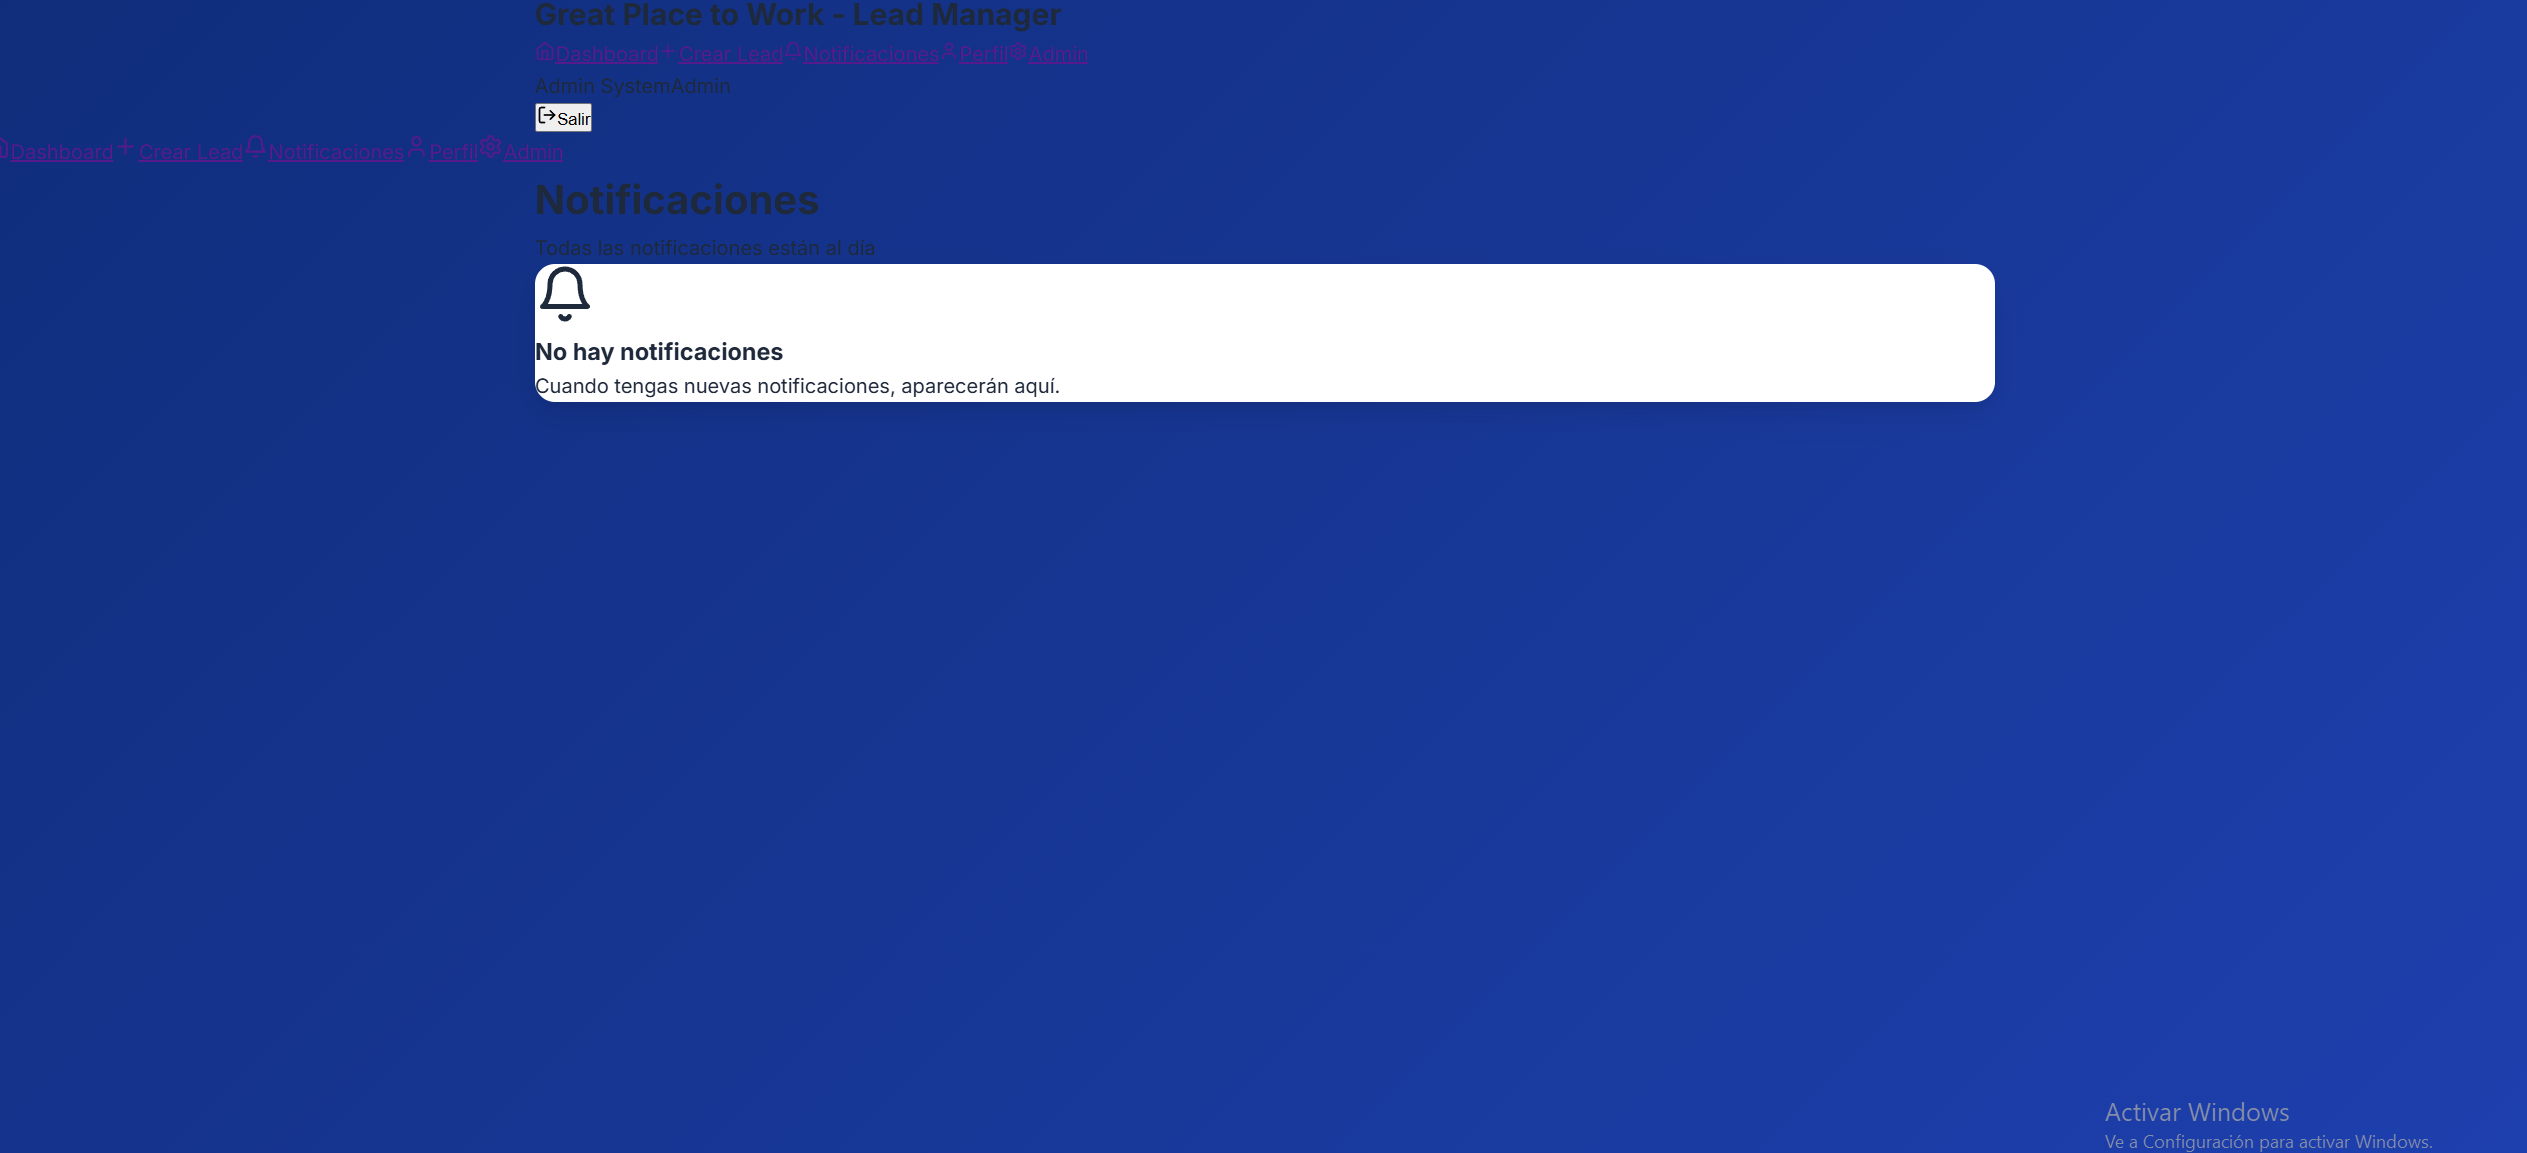 Great Place to Work - Lead Manager
Dashboard Crear Lead Notificaciones Perfil Admin
Admin SystemAdmin
Salir
Dashboard Crear Lead Notificaciones Perfil Admin
Notificaciones
Todas las notificaciones están al día
No hay notificaciones
Cuando tengas nuevas notificaciones, aparecerán aquí.
Activar Windows
Ve a Configuración para activar Windows.